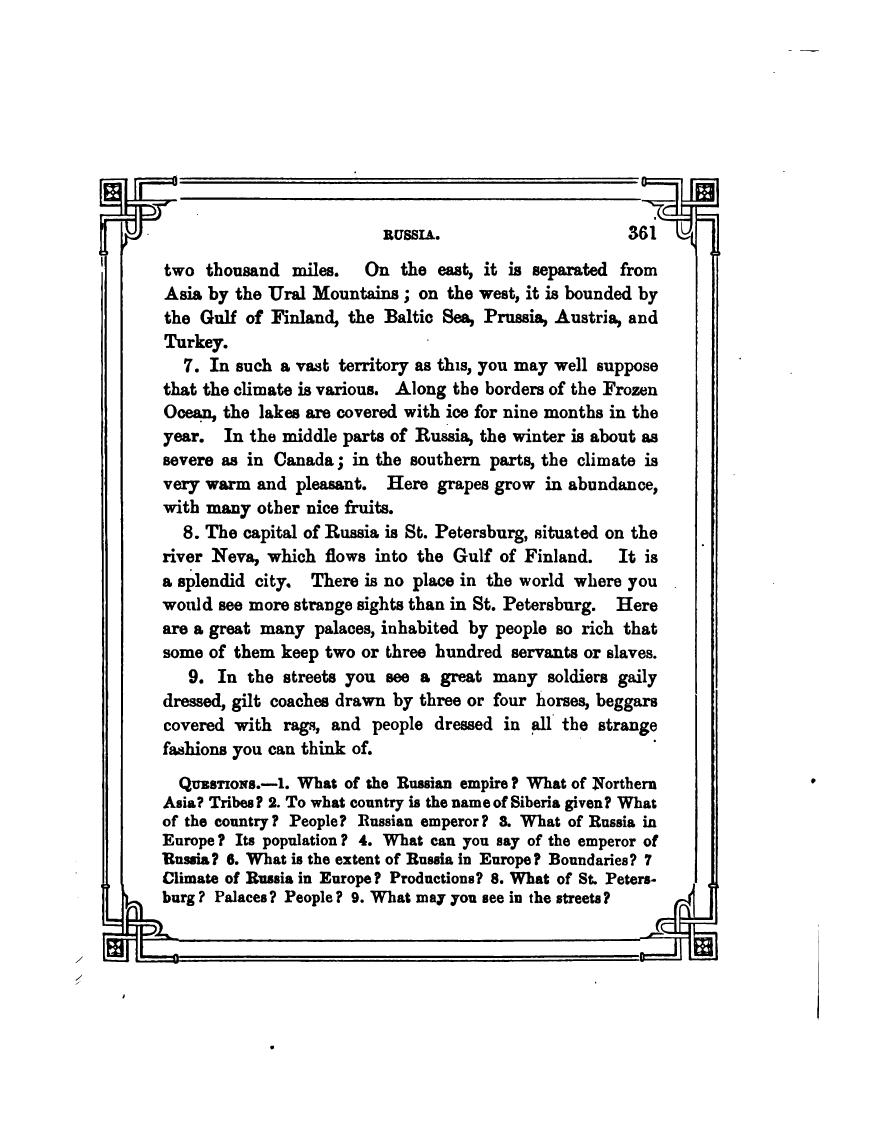 RUSSIA. 361
two thousand miles. On the east, it is separated from
Asia by the Ural Mountains; on the west, it is bounded by
the Gulf of Finland, the Baltic Sea, Prussia, Austria, and
Turkey.
7. In such a vast territory as this, you may well suppose
that the climate is various. Along the borders of the Frozen
Ocean, the lakes are covered with ice for nine months in the
year. In the middle parts of Russia, the winter is about as
severe as in Canada; in the southern parts, the climate is
very warm and pleasant. Here grapes grow in abundance,
with many other nice fruits.
8. The capital of Russia is St. Petersburg, situated on the
river Neva, which flows into the Gulf of Finland. It is
a splendid city. There is no place in the world where you
would see more strange sights than in St. Petersburg. Here
are a great many palaces, inhabited by people so rich that
some of them keep two or three hundred servants or slaves.
9. In the streets you see a great many soldiers gaily
dressed, gilt coaches drawn by three or four horses, beggars
covered with rags, and people dressed in all the strange
fashions you can think of.
QUESTIONS.—1. What of the Russian empire? What of Northern
Asia? Tribes? 2. To what country is the name of Siberia given? What
of the country? People? Russian emperor? 3. What of Russia in
Europe? Its population? 4. What can you say of the emperor of
Russia? 6. What is the extent of Russia in Europe? Boundaries? 7
Climate of Russia in Europe? Productions? 8. What of St. Peters-
burg? Palaces? People? 9. What may you see in the streets?